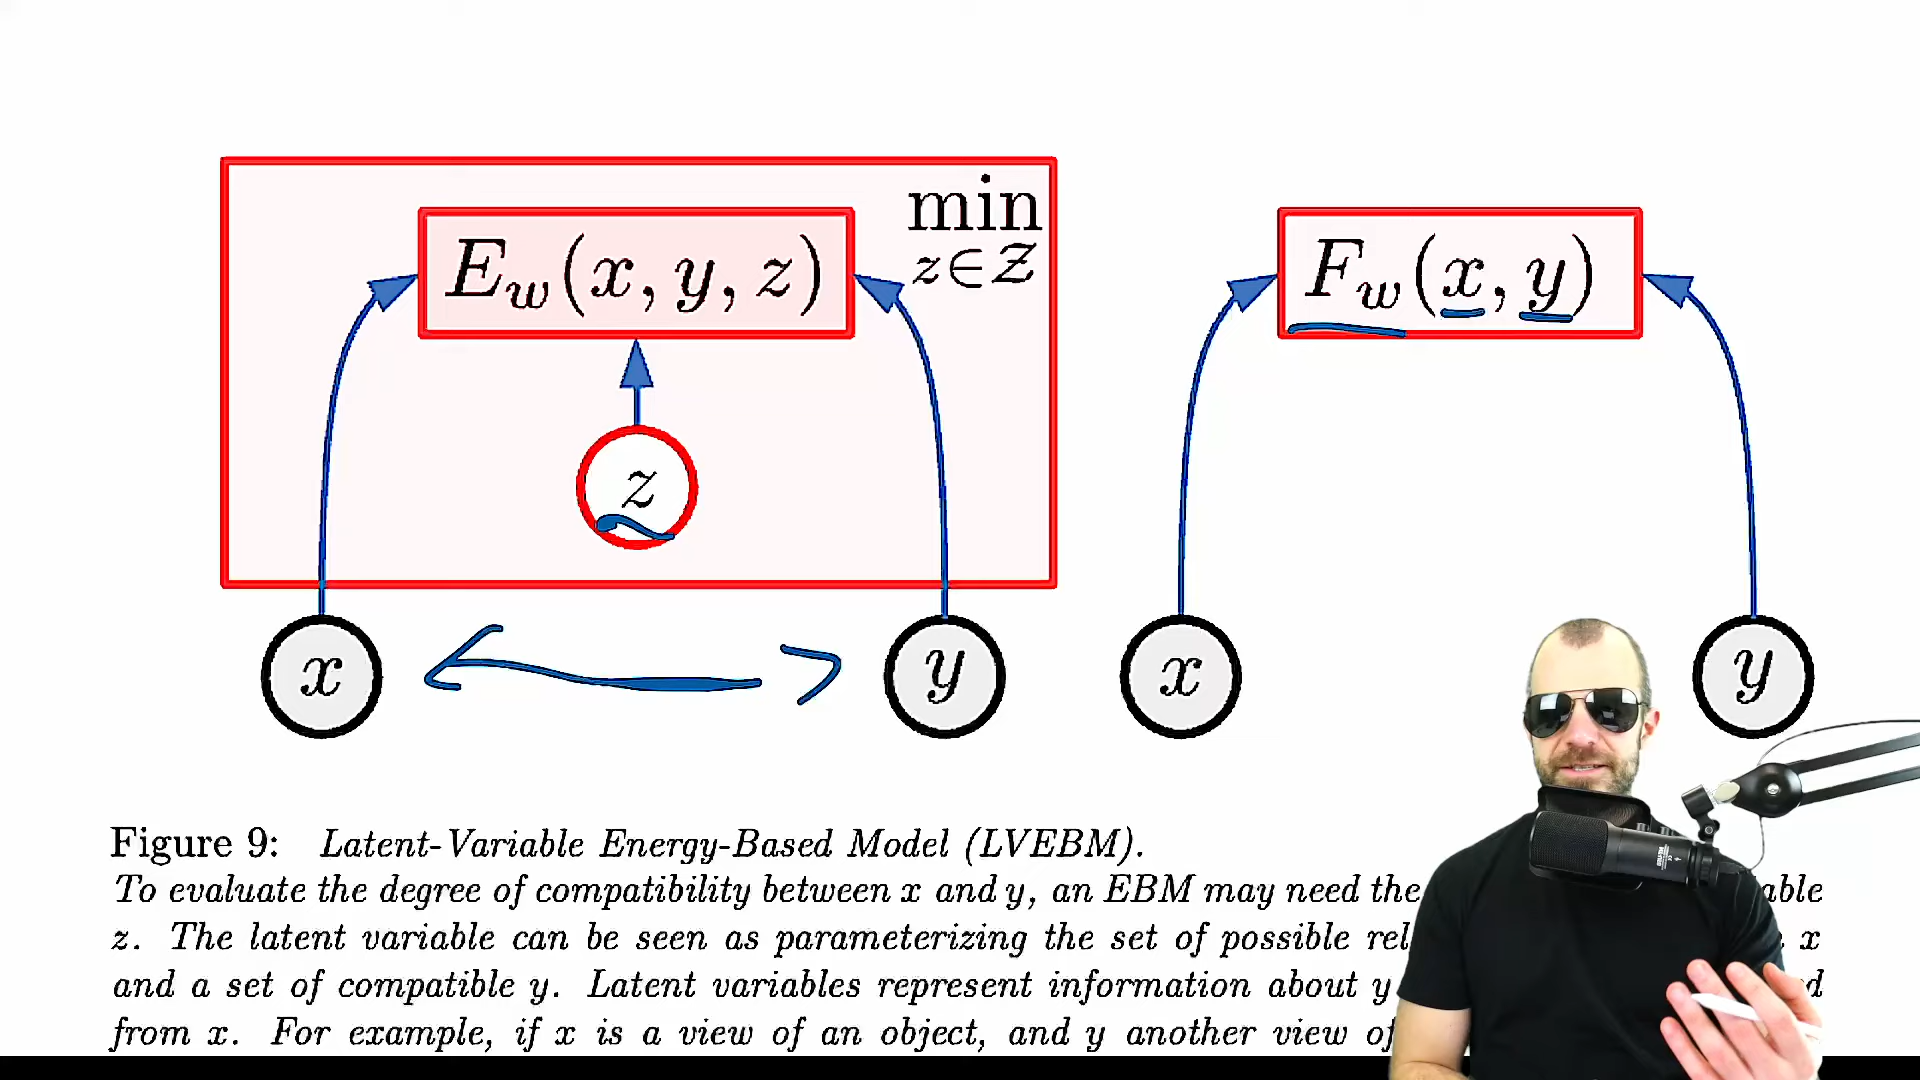 min
E_w(x, y, z)
z∈Z
F_w(x, y)
z
x
y
x
y
Figure 9: Latent-Variable Energy-Based Model (LVEBM).
To evaluate the degree of compatibility between x and y, an EBM may need the
z. The latent variable can be seen as parameterizing the set of possible x
and a set of compatible y. Latent variables represent information about y
from x. For example, if x is a view of an object, and y another view of